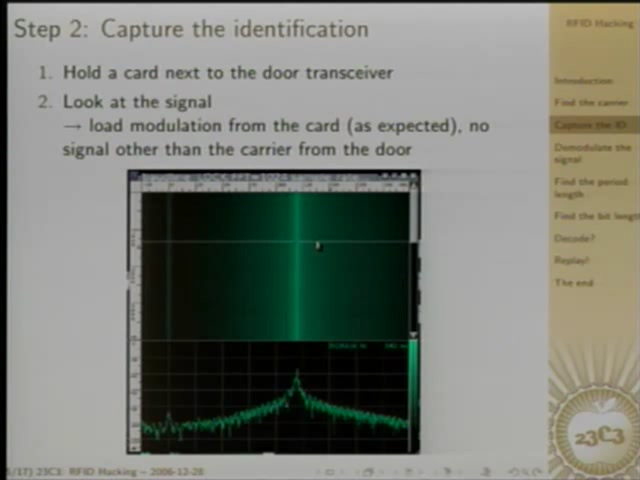 Step 2: Capture the identification
1. Hold a card next to the door transceiver
2. Look at the signal
→ load modulation from the card (as expected), no
signal other than the carrier from the door
RFID Hacking
Introduction
Find the carrier
Capture the ID
Demodulate the
signal
Find the period
length
Find the bit length
Decode?
Replay!
The end
23C3
/17) 23C3: RFID Hacking — 2006-12-28